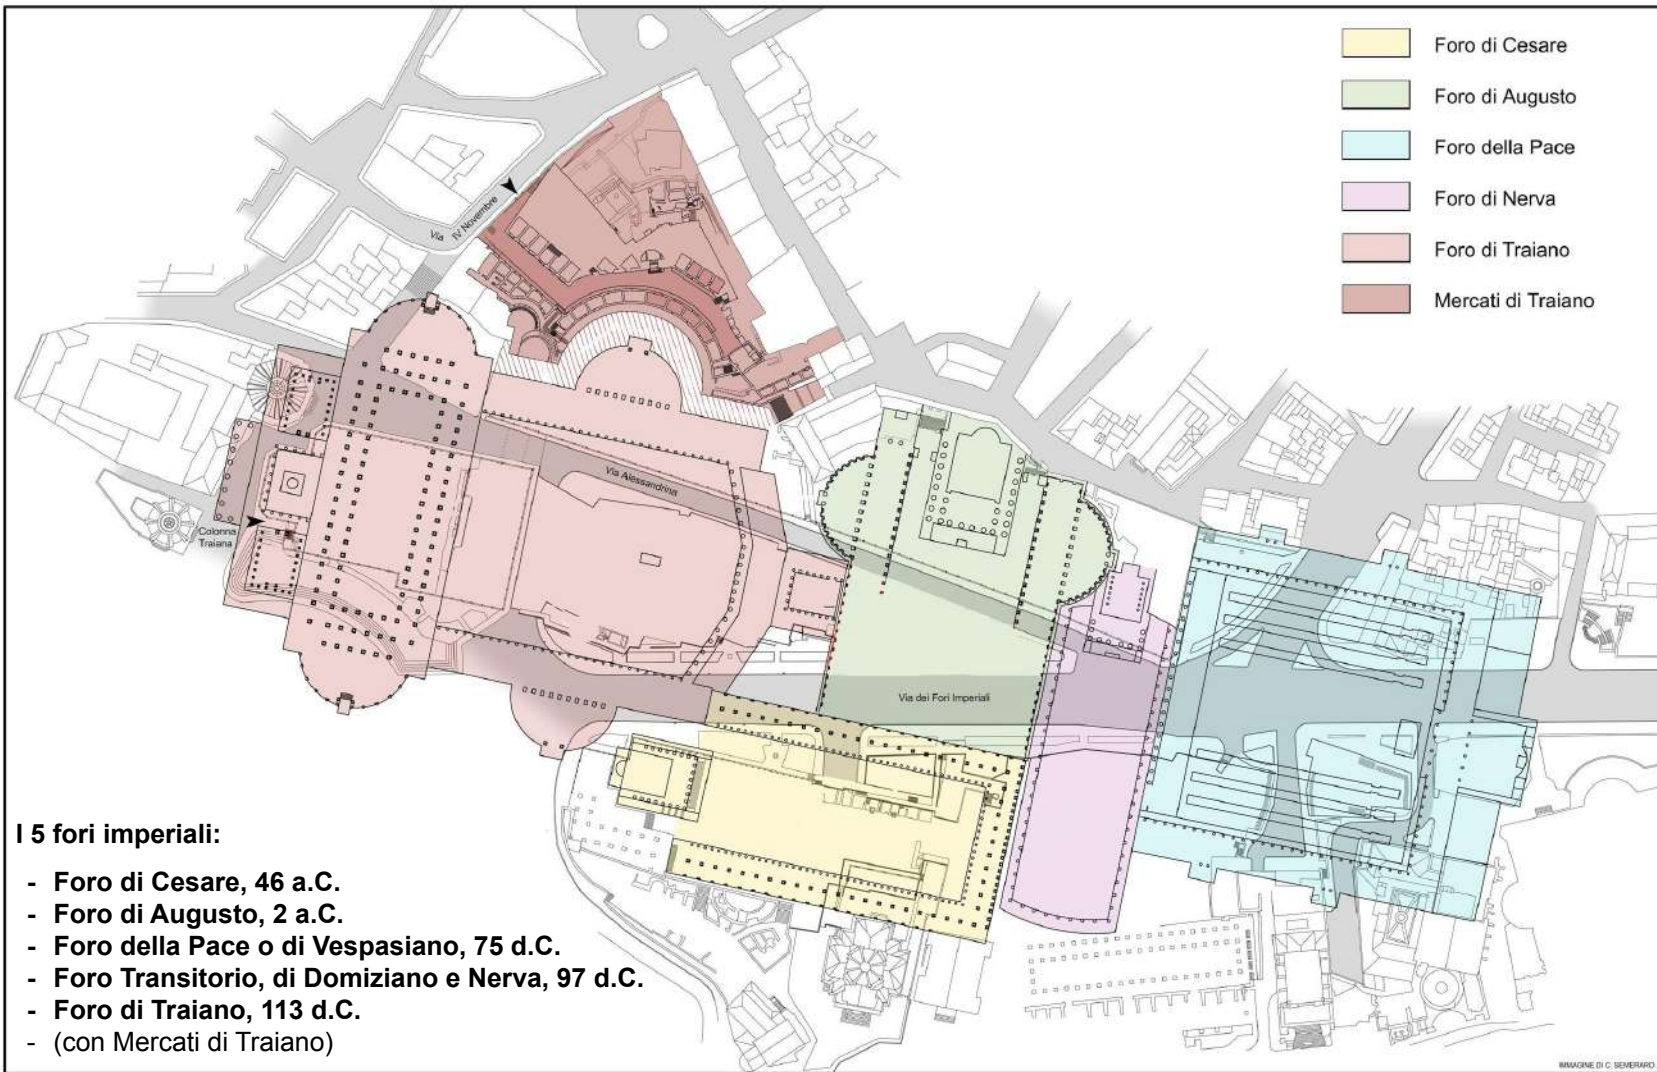 Foro di Cesare
Foro di Augusto
Foro della Pace
Foro di Nerva
Foro di Traiano
Mercati di Traiano
Via IV Novembre
Via Alessandrina
Colonna
Traiana
Via dei Fori Imperiali
I 5 fori imperiali:
- Foro di Cesare, 46 a.C.
- Foro di Augusto, 2 a.C.
- Foro della Pace o di Vespasiano, 75 d.C.
- Foro Transitorio, di Domiziano e Nerva, 97 d.C.
- Foro di Traiano, 113 d.C.
- (con Mercati di Traiano)
IMMAGINE DI C. SEMERARO